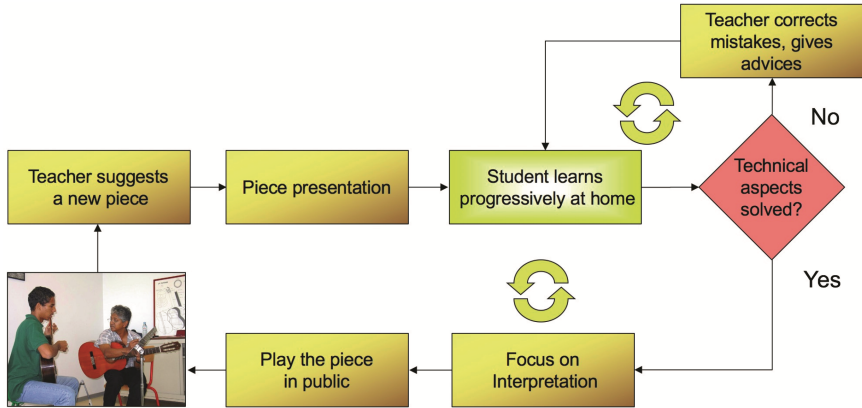 Teacher corrects
mistakes, gives
advices
No
Teacher suggests
a new piece
Piece presentation
Student learns
progressively at home
Technical
aspects
solved?
Yes
Play the piece
in public
Focus on
Interpretation